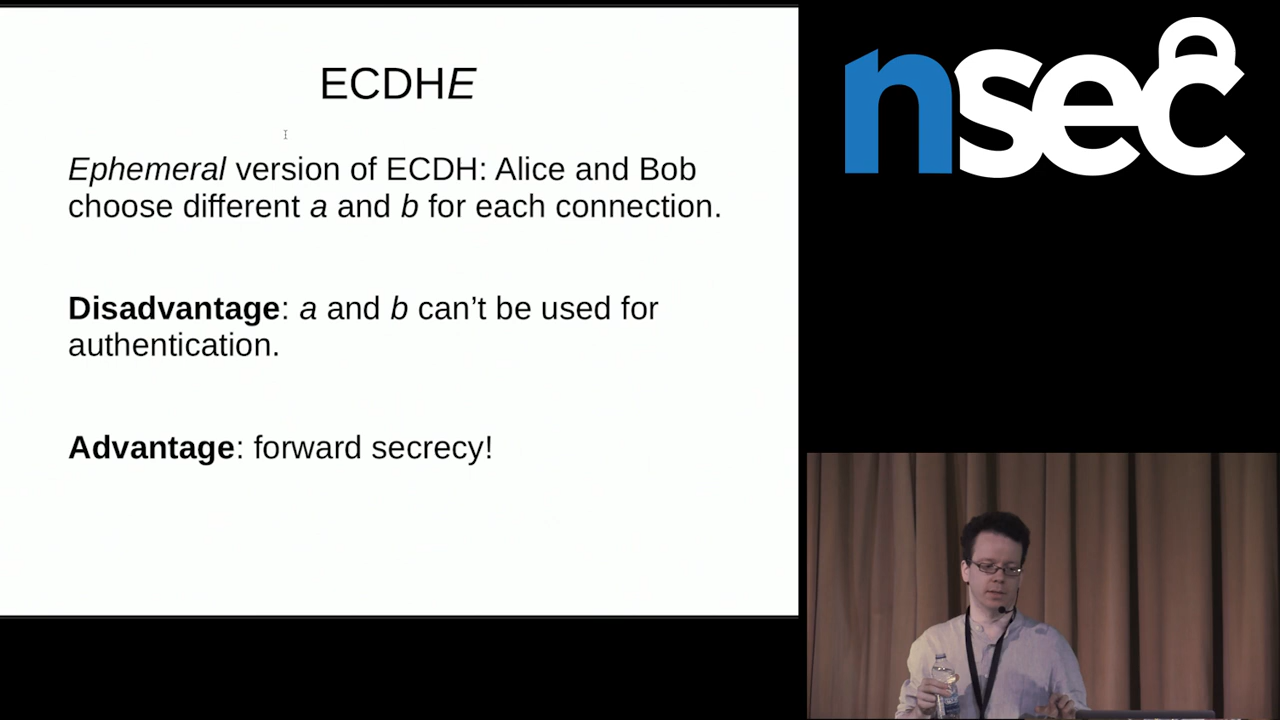 ECDHE
Ephemeral version of ECDH: Alice and Bob
choose different a and b for each connection.
Disadvantage: a and b can’t be used for
authentication.
Advantage: forward secrecy!
nsec